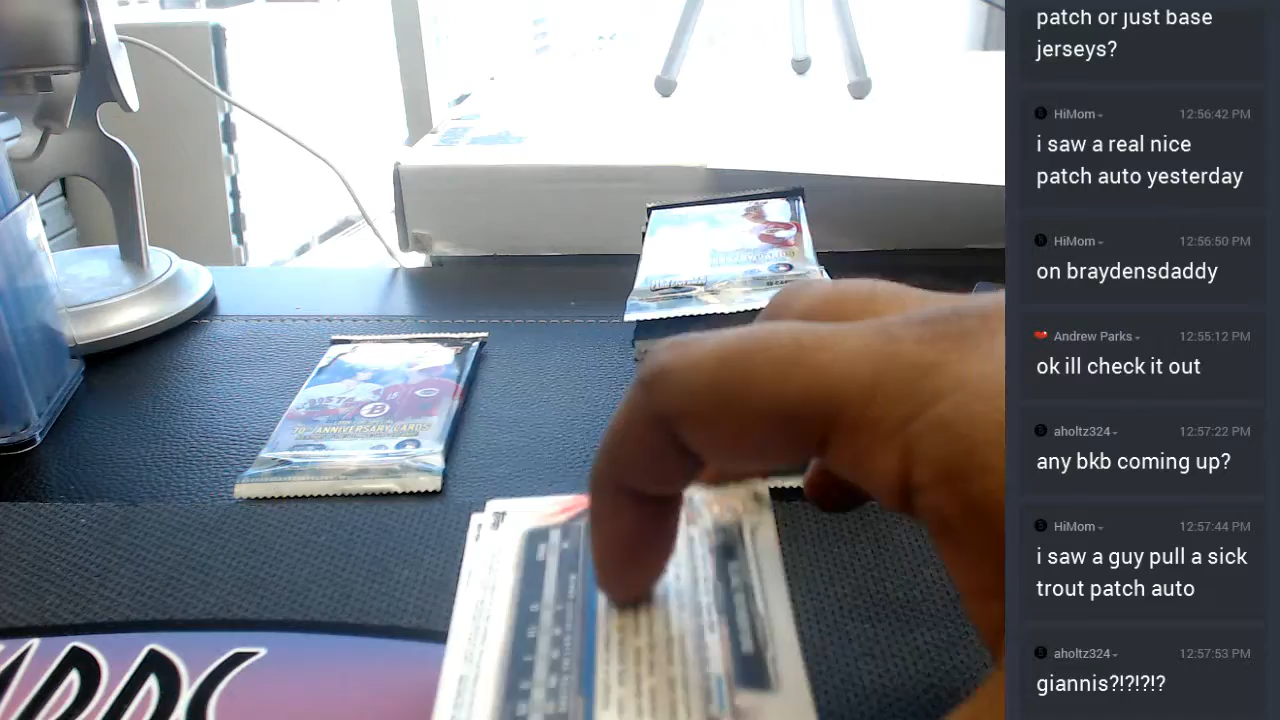 patch or just base
jerseys?
HiMom
12:56:42 PM
i saw a real nice
patch auto yesterday
HiMom
12:56:50 PM
on braydensdaddy
Andrew Parks
12:55:12 PM
ok ill check it out
aholtz324
12:57:22 PM
any bkb coming up?
HiMom
12:57:44 PM
i saw a guy pull a sick
trout patch auto
aholtz324
12:57:53 PM
giannis?!?!?!?
B
70TH ANNIVERSARY CARDS